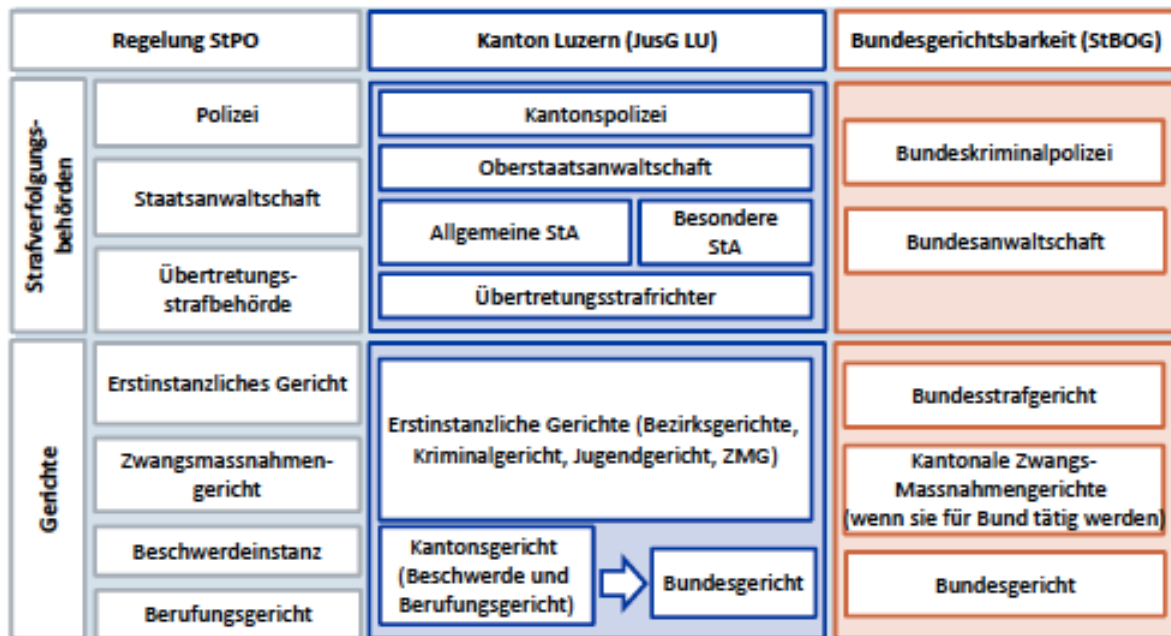 Regelung StPO
Kanton Luzern (JusG LU)
Bundesgerichtsbarkeit (StBOG)
Strafverfolgungs-
behörden
Polizei
Staatsanwaltschaft
Übertretungs-
strafbehörde
Kantonspolizei
Oberstaatsanwaltschaft
Allgemeine StA
Besondere
StA
Übertretungsstrafrichter
Bundeskriminalpolizei
Bundesanwaltschaft
Gerichte
Erstinstanzliches Gericht
Zwangsmassnahmen-
gericht
Beschwerdeinstanz
Berufungsgericht
Erstinstanzliche Gerichte (Bezirksgerichte,
Kriminalgericht, Jugendgericht, ZMG)
Kantonsgericht
(Beschwerde und
Berufungsgericht)
Bundesgericht
Bundesstrafgericht
Kantonale Zwangs-
Massnahmengerichte
(wenn sie für Bund tätig werden)
Bundesgericht